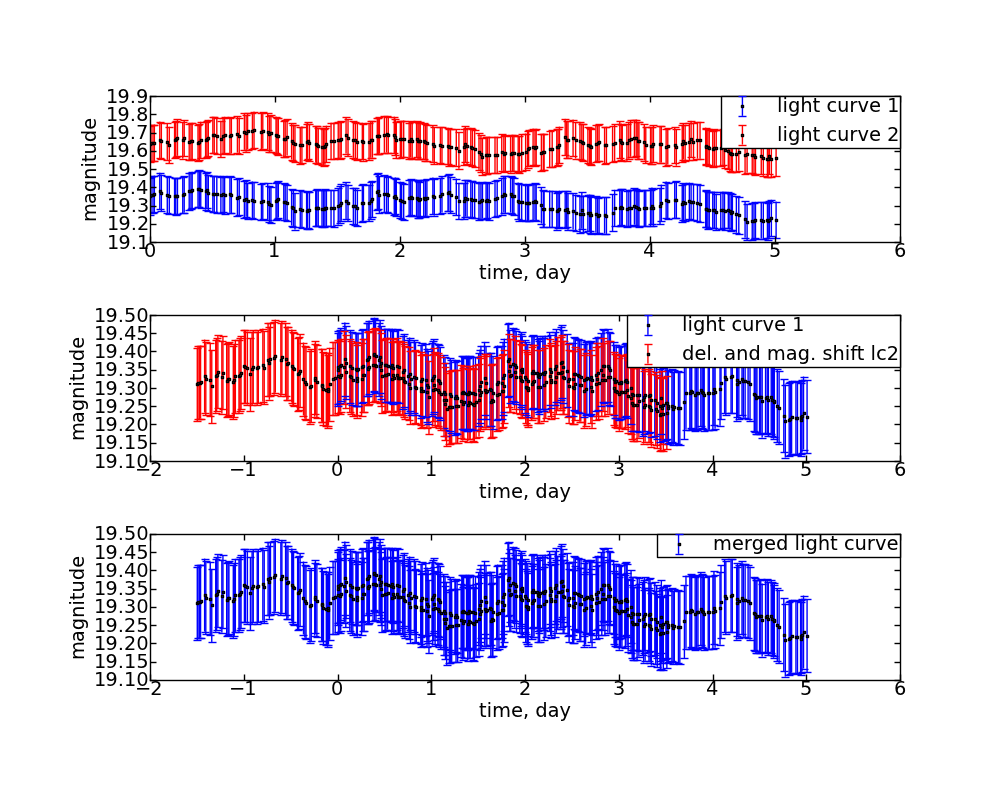 19.9
19.8
19.7
19.6
19.5
19.4
19.3
19.2
19.1
magnitude
light curve 1
light curve 2
0 1 2 3 4 5 6
time, day
19.50
19.45
19.40
19.35
19.30
19.25
19.20
19.15
19.10
magnitude
light curve 1
del. and mag. shift lc2
−2 −1 0 1 2 3 4 5 6
time, day
19.50
19.45
19.40
19.35
19.30
19.25
19.20
19.15
19.10
magnitude
merged light curve
−2 −1 0 1 2 3 4 5 6
time, day